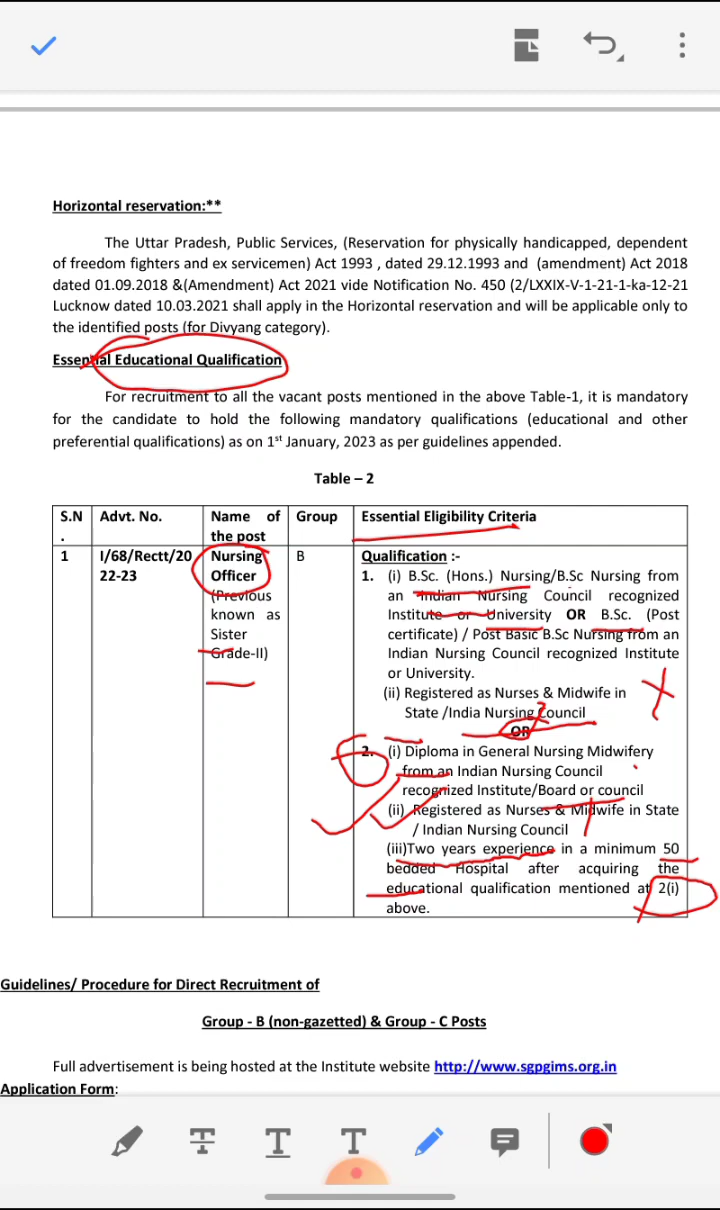 Horizontal reservation:**
The Uttar Pradesh, Public Services, (Reservation for physically handicapped, dependent
of freedom fighters and ex servicemen) Act 1993 , dated 29.12.1993 and (amendment) Act 2018
dated 01.09.2018 &(Amendment) Act 2021 vide Notification No. 450 (2/LXXIX-V-1-21-1-ka-12-21
Lucknow dated 10.03.2021 shall apply in the Horizontal reservation and will be applicable only to
the identified posts (for Divyang category).
Essential Educational Qualification
For recruitment to all the vacant posts mentioned in the above Table-1, it is mandatory
for the candidate to hold the following mandatory qualifications (educational and other
preferential qualifications) as on 1st January, 2023 as per guidelines appended.
Table – 2
S.N
.
Advt. No.
Name of
the post
Group
Essential Eligibility Criteria
1
I/68/Rectt/20
22-23
Nursing
Officer
(Previous
known as
Sister
Grade-II)
B
Qualification :-
1. (i) B.Sc. (Hons.) Nursing/B.Sc Nursing from
an Indian Nursing Council recognized
Institute or University OR B.Sc. (Post
certificate) / Post Basic B.Sc Nursing from an
Indian Nursing Council recognized Institute
or University.
(ii) Registered as Nurses & Midwife in
State /India Nursing Council
OR
2. (i) Diploma in General Nursing Midwifery
from an Indian Nursing Council
recognized Institute/Board or council
(ii) Registered as Nurses & Midwife in State
/ Indian Nursing Council
(iii)Two years experience in a minimum 50
bedded Hospital after acquiring the
educational qualification mentioned at 2(i)
above.
Guidelines/ Procedure for Direct Recruitment of
Group - B (non-gazetted) & Group - C Posts
Full advertisement is being hosted at the Institute website http://www.sgpgims.org.in
Application Form: